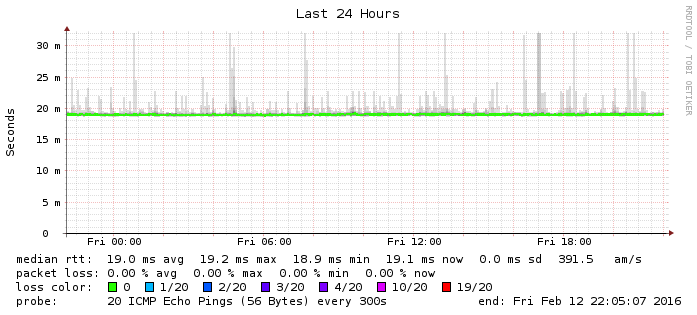 Last 24 Hours
RRDTOOL / TOBI OETIKER
Seconds
30 m
25 m
20 m
15 m
10 m
5 m
0
Fri 00:00 Fri 06:00 Fri 12:00 Fri 18:00
median rtt: 19.0 ms avg 19.2 ms max 18.9 ms min 19.1 ms now 0.0 ms sd 391.5 am/s
packet loss: 0.00 % avg 0.00 % max 0.00 % min 0.00 % now
loss color: 0 1/20 2/20 3/20 4/20 10/20 19/20
probe: 20 ICMP Echo Pings (56 Bytes) every 300s end: Fri Feb 12 22:05:07 2016